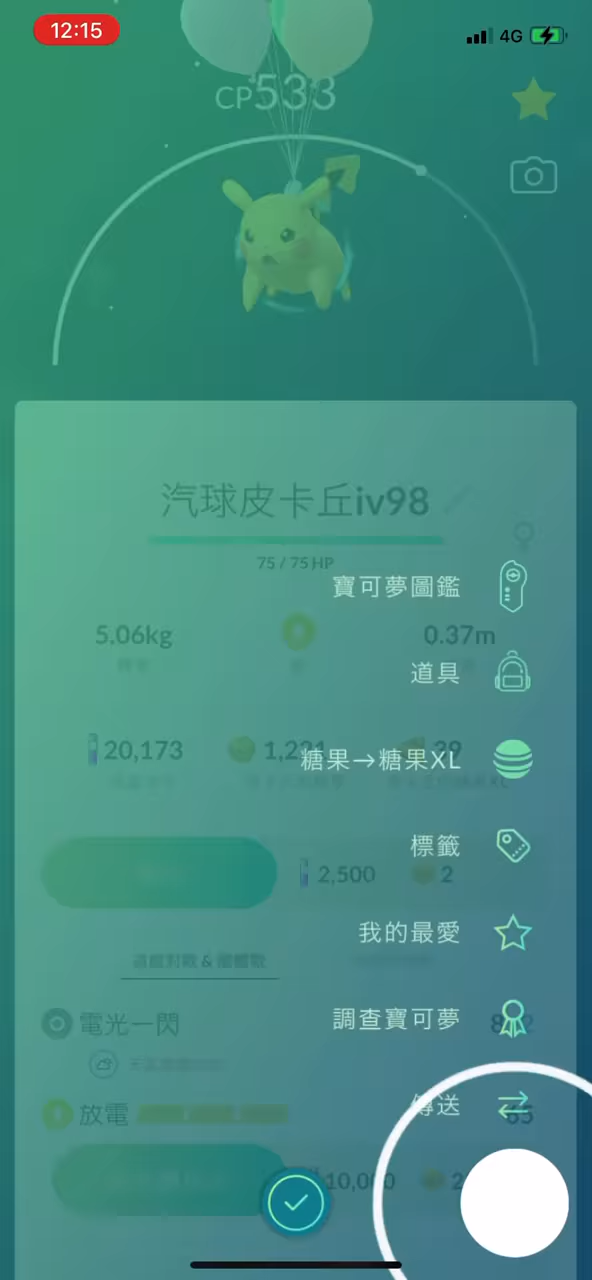 12:15
4G
CP533
汽球皮卡丘iv98
75 / 75 HP
寶可夢圖鑑
5.06kg
0.37m
道具
20,173
39
糖果→糖果XL
標籤
2,500
2
我的最愛
電光一閃
調查寶可夢
傳送
放電
65
10,000